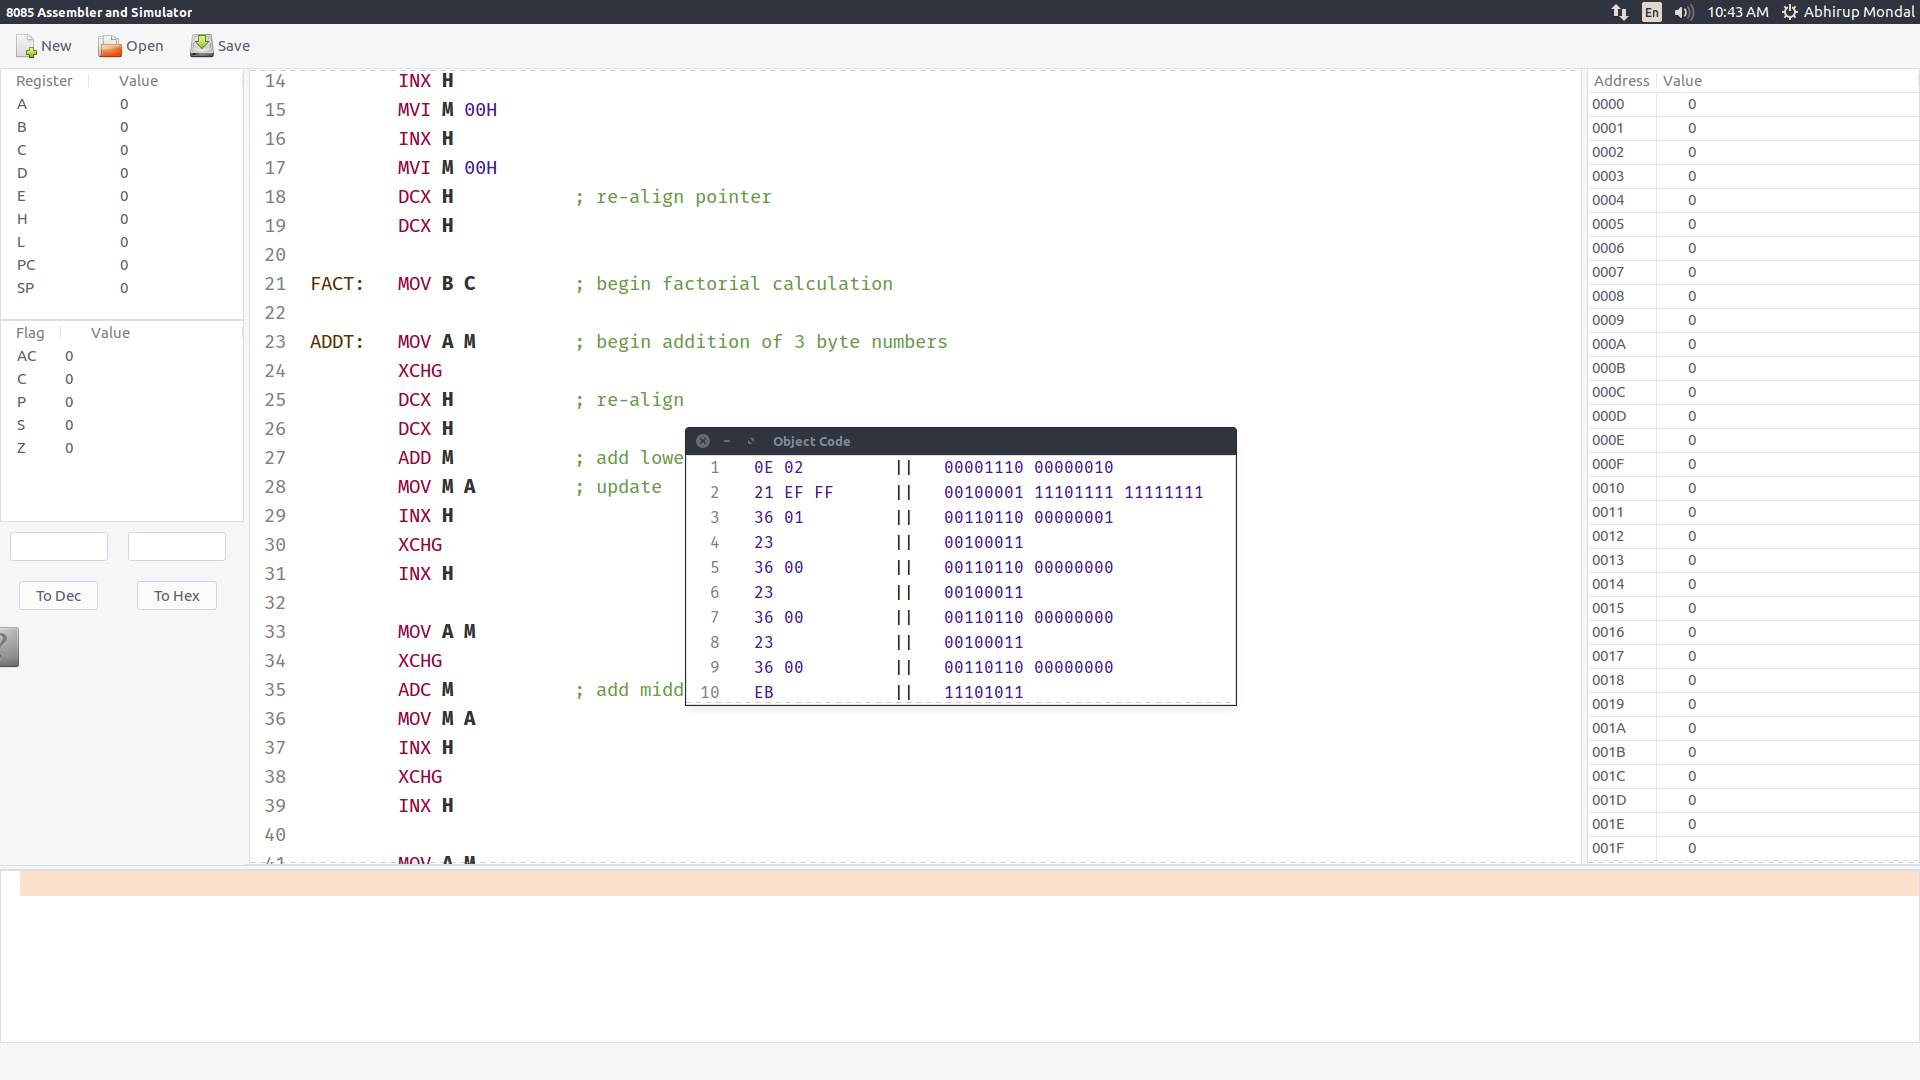 8085 Assembler and Simulator
En 10:43 AM Abhirup Mondal
New Open Save
Register Value
A 0
B 0
C 0
D 0
E 0
H 0
L 0
PC 0
SP 0
Flag Value
AC 0
C 0
P 0
S 0
Z 0
To Dec To Hex
?
14 INX H
15 MVI M 00H
16 INX H
17 MVI M 00H
18 DCX H ; re-align pointer
19 DCX H
20
21 FACT: MOV B C ; begin factorial calculation
22
23 ADDT: MOV A M ; begin addition of 3 byte numbers
24 XCHG
25 DCX H ; re-align
26 DCX H
27 ADD M ; add lowe
28 MOV M A ; update
29 INX H
30 XCHG
31 INX H
32
33 MOV A M
34 XCHG
35 ADC M ; add midd
36 MOV M A
37 INX H
38 XCHG
39 INX H
40
41 MOV A M
Object Code
1 0E 02 || 00001110 00000010
2 21 EF FF || 00100001 11101111 11111111
3 36 01 || 00110110 00000001
4 23 || 00100011
5 36 00 || 00110110 00000000
6 23 || 00100011
7 36 00 || 00110110 00000000
8 23 || 00100011
9 36 00 || 00110110 00000000
10 EB || 11101011
Address Value
0000 0
0001 0
0002 0
0003 0
0004 0
0005 0
0006 0
0007 0
0008 0
0009 0
000A 0
000B 0
000C 0
000D 0
000E 0
000F 0
0010 0
0011 0
0012 0
0013 0
0014 0
0015 0
0016 0
0017 0
0018 0
0019 0
001A 0
001B 0
001C 0
001D 0
001E 0
001F 0